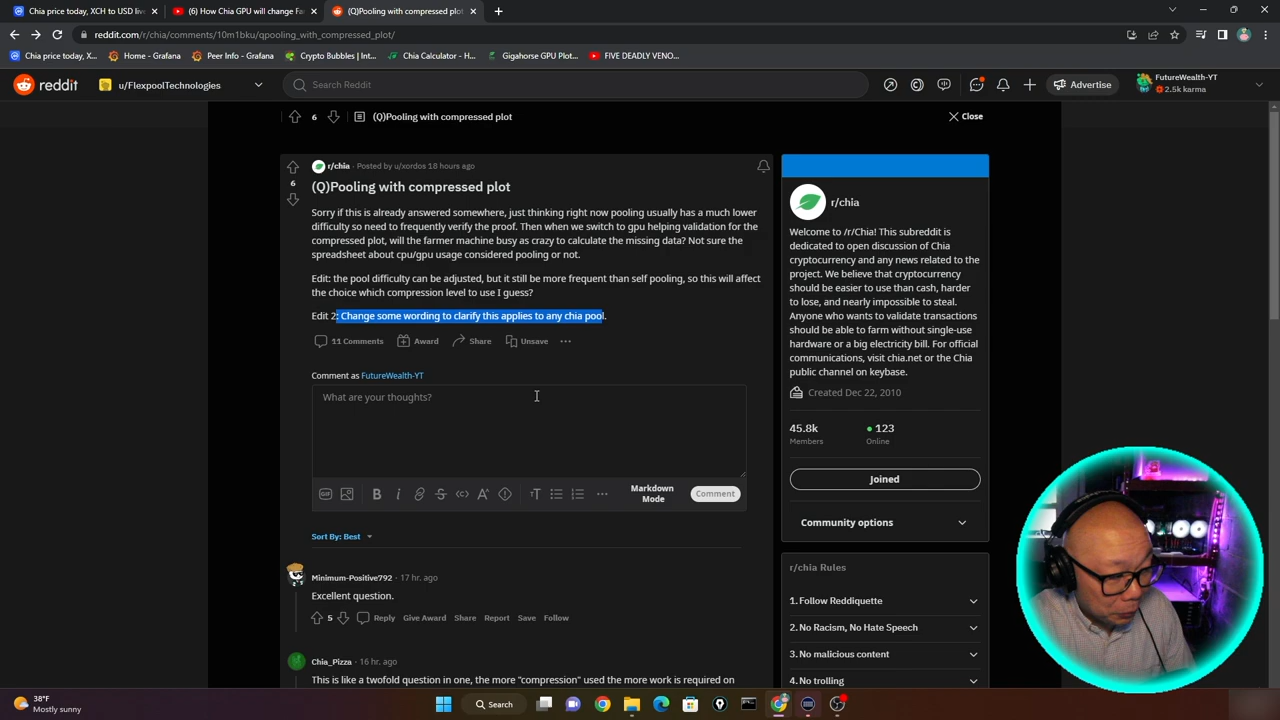 Chia price today, XCH to USD liv
(6) How Chia GPU will change Fa
(Q)Pooling with compressed plot
reddit.com/r/chia/comments/10m1bku/qpooling_with_compressed_plot/
Chia price today, X...
Home - Grafana
Peer Info - Grafana
Crypto Bubbles | Int...
Chia Calculator - H...
Gigahorse GPU Plot...
FIVE DEADLY VENO...
reddit
u/FlexpoolTechnologies
Search Reddit
Advertise
FutureWealth-YT
2.5k karma
6
(Q)Pooling with compressed plot
Close
r/chia · Posted by u/xordos 18 hours ago
6
(Q)Pooling with compressed plot
Sorry if this is already answered somewhere, just thinking right now pooling usually has a much lower
difficulty so need to frequently verify the proof. Then when we switch to gpu helping validation for the
compressed plot, will the farmer machine busy as crazy to calculate the missing data? Not sure the
spreadsheet about cpu/gpu usage considered pooling or not.
Edit: the pool difficulty can be adjusted, but it still be more frequent than self pooling, so this will affect
the choice which compression level to use I guess?
Edit 2: Change some wording to clarify this applies to any chia pool.
11 Comments
Award
Share
Unsave
Comment as FutureWealth-YT
What are your thoughts?
Markdown
Mode
Comment
Sort By: Best
Minimum-Positive792 · 17 hr. ago
Excellent question.
5
Reply
Give Award
Share
Report
Save
Follow
Chia_Pizza · 16 hr. ago
This is like a twofold question in one, the more "compression" used the more work is required on
r/chia
Welcome to /r/Chia! This subreddit is
dedicated to open discussion of Chia
cryptocurrency and any news related to the
project. We believe that cryptocurrency
should be easier to use than cash, harder
to lose, and nearly impossible to steal.
Anyone who wants to validate transactions
should be able to farm without single-use
hardware or a big electricity bill. For official
communications, visit chia.net or the Chia
public channel on keybase.
Created Dec 22, 2010
45.8k
123
Members
Online
Joined
Community options
r/chia Rules
1. Follow Reddiquette
2. No Racism, No Hate Speech
3. No malicious content
4. No trolling
38°F
Mostly sunny
Search